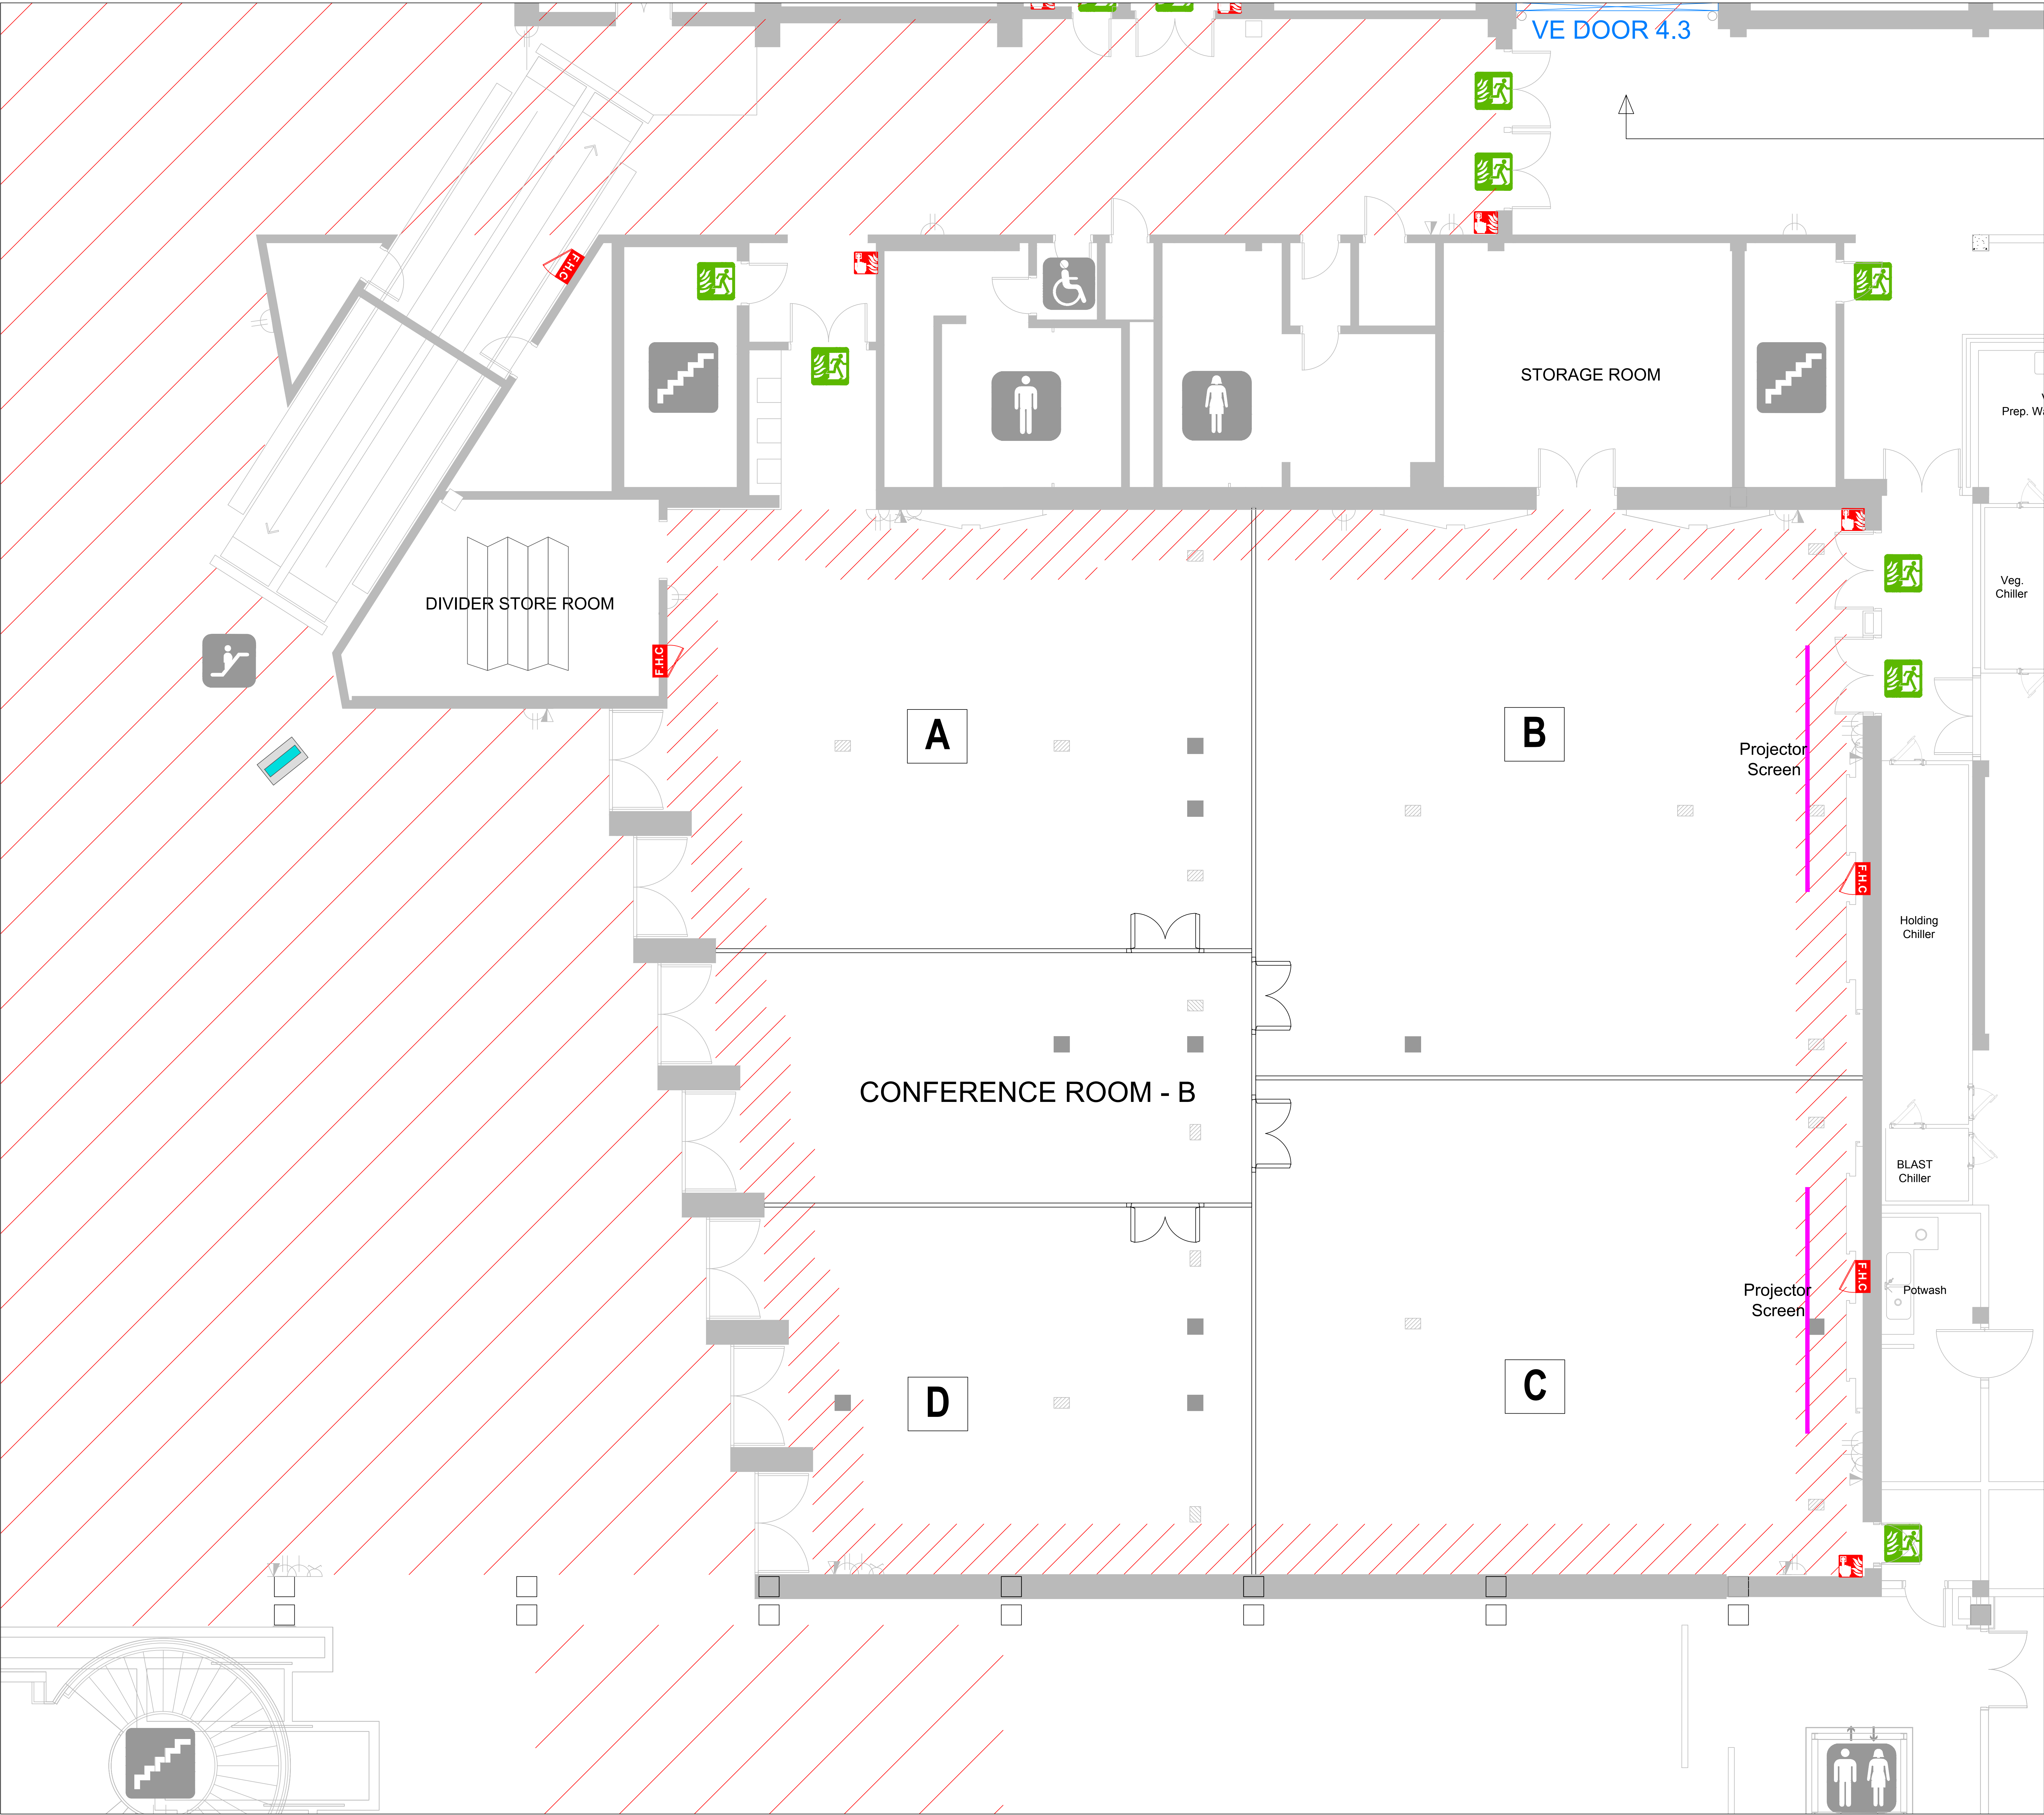 VE DOOR 4.3
F.H.C
STORAGE ROOM
Veg.
Chiller
DIVIDER STORE ROOM
F.H.C
A
B
Projector
Screen
F.H.C
Holding
Chiller
CONFERENCE ROOM - B
BLAST
Chiller
Projector
Screen
F.H.C
Potwash
D
C
Prep.